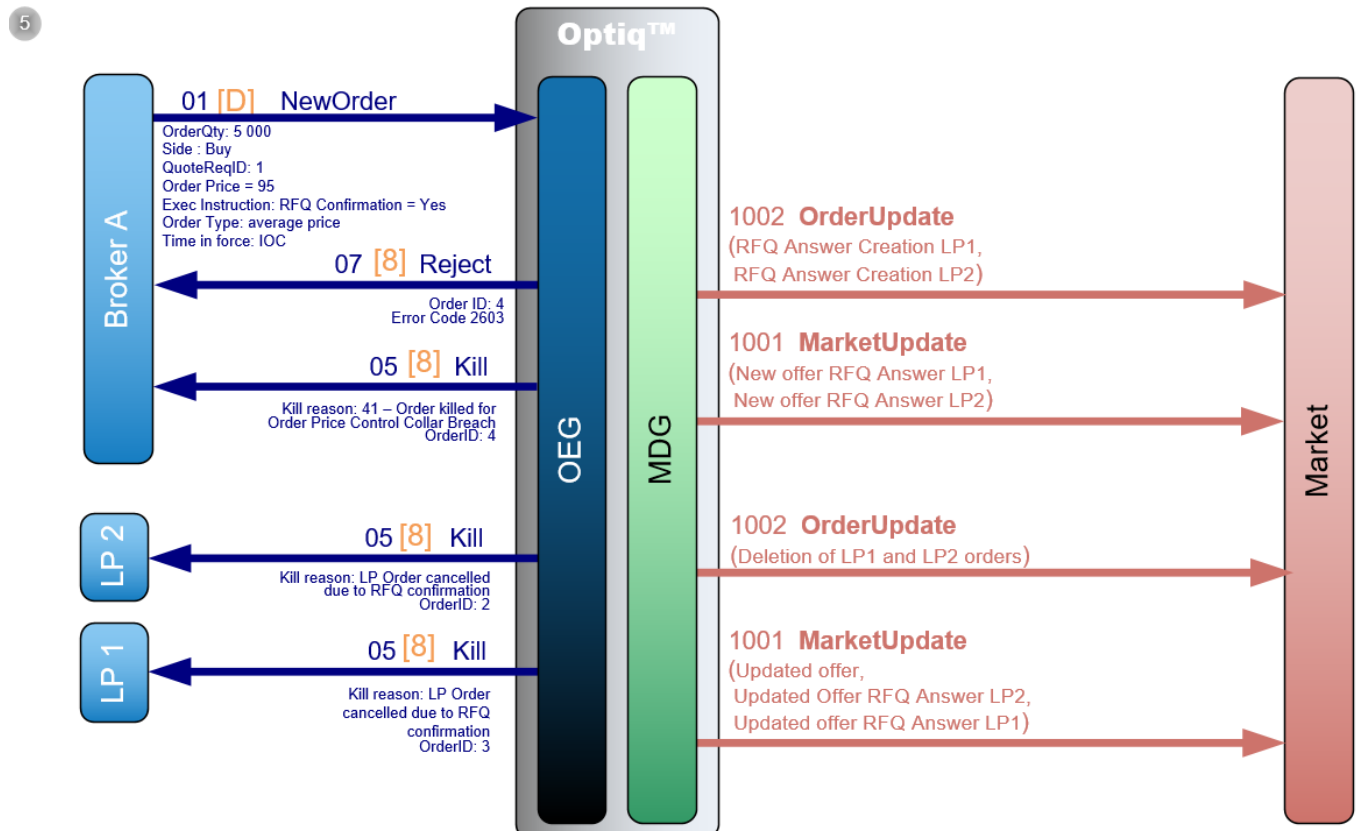 5
Optiq™
Broker A
01 [D] NewOrder
OrderQty: 5 000
Side : Buy
QuoteReqID: 1
Order Price = 95
Exec Instruction: RFQ Confirmation = Yes
Order Type: average price
Time in force: IOC
07 [8] Reject
Order ID: 4
Error Code 2603
05 [8] Kill
Kill reason: 41 – Order killed for
Order Price Control Collar Breach
OrderID: 4
LP 2
05 [8] Kill
Kill reason: LP Order cancelled
due to RFQ confirmation
OrderID: 2
LP 1
05 [8] Kill
Kill reason: LP Order
cancelled due to RFQ
confirmation
OrderID: 3
OEG
MDG
1002 OrderUpdate
(RFQ Answer Creation LP1,
RFQ Answer Creation LP2)
1001 MarketUpdate
(New offer RFQ Answer LP1,
New offer RFQ Answer LP2)
1002 OrderUpdate
(Deletion of LP1 and LP2 orders)
1001 MarketUpdate
(Updated offer,
Updated Offer RFQ Answer LP2,
Updated offer RFQ Answer LP1)
Market